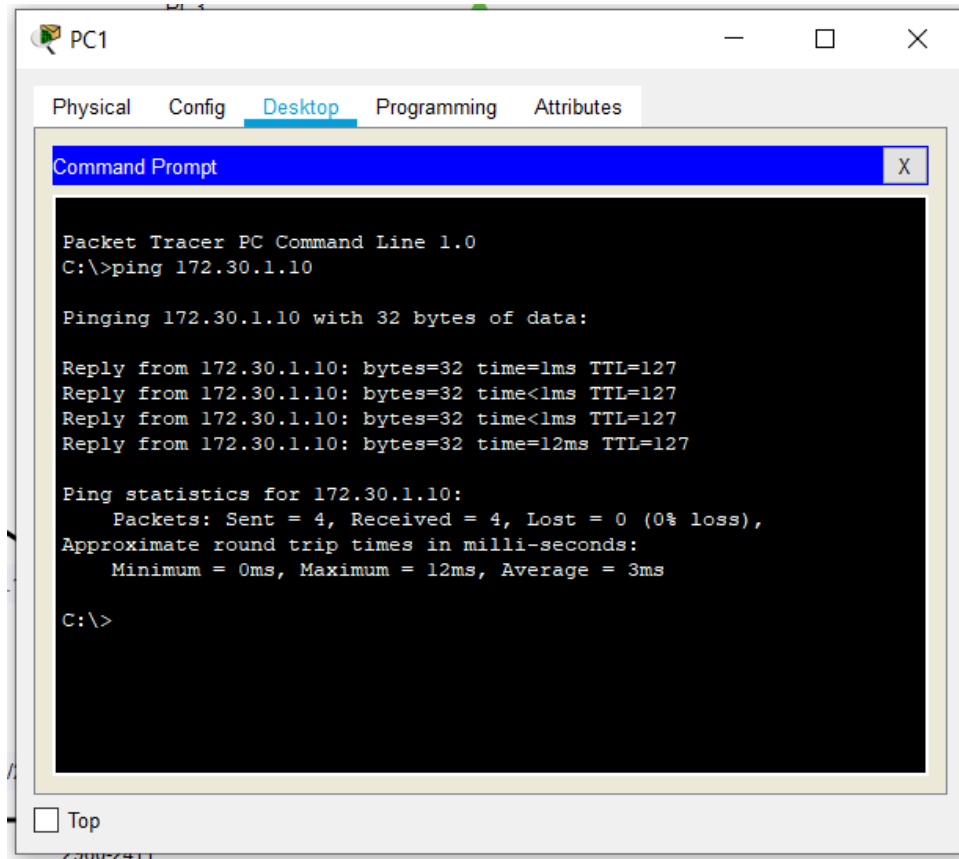 PC1
Physical Config Desktop Programming Attributes
Command Prompt
X
Packet Tracer PC Command Line 1.0
C:\>ping 172.30.1.10
Pinging 172.30.1.10 with 32 bytes of data:
Reply from 172.30.1.10: bytes=32 time=1ms TTL=127
Reply from 172.30.1.10: bytes=32 time<1ms TTL=127
Reply from 172.30.1.10: bytes=32 time<1ms TTL=127
Reply from 172.30.1.10: bytes=32 time=12ms TTL=127
Ping statistics for 172.30.1.10:
Packets: Sent = 4, Received = 4, Lost = 0 (0% loss),
Approximate round trip times in milli-seconds:
Minimum = 0ms, Maximum = 12ms, Average = 3ms
C:\>
Top